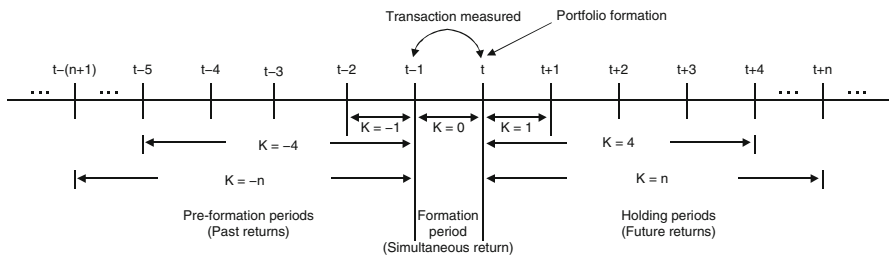 Transaction measured
Portfolio formation
t–(n+1) t–5 t–4 t–3 t–2 t–1 t t+1 t+2 t+3 t+4 t+n
... ... ... ...
K = –1 K = 0 K = 1
K = –4 K = 4
K = –n K = n
Pre-formation periods Formation Holding periods
(Past returns) period (Future returns)
(Simultaneous return)